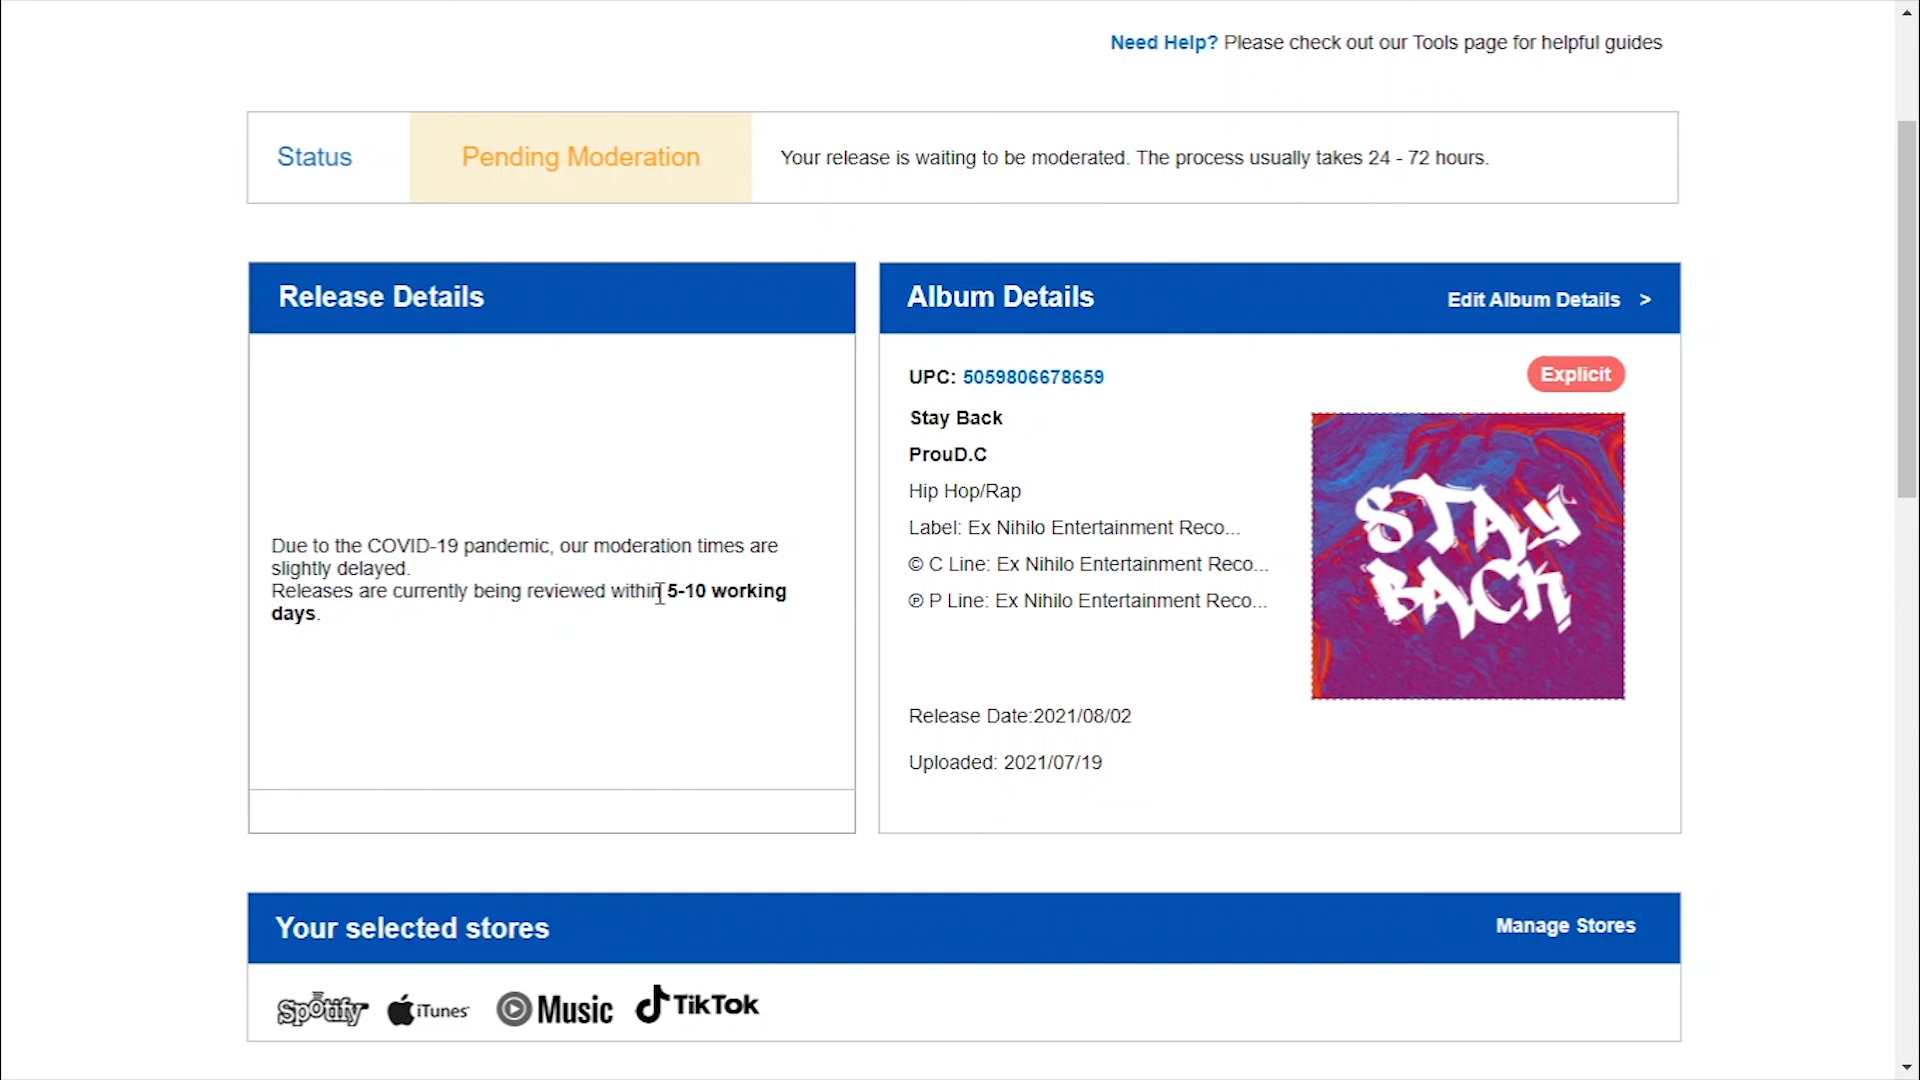 Need Help? Please check out our Tools page for helpful guides
Status
Pending Moderation
Your release is waiting to be moderated. The process usually takes 24 - 72 hours.
Release Details
Due to the COVID-19 pandemic, our moderation times are
slightly delayed.
Releases are currently being reviewed within 5-10 working
days.
Album Details
Edit Album Details >
UPC: 5059806678659
Explicit
Stay Back
ProuD.C
Hip Hop/Rap
Label: Ex Nihilo Entertainment Reco...
© C Line: Ex Nihilo Entertainment Reco...
℗ P Line: Ex Nihilo Entertainment Reco...
Release Date:2021/08/02
Uploaded: 2021/07/19
STAY
BACK
Your selected stores
Manage Stores
Spotify
iTunes
Music
TikTok